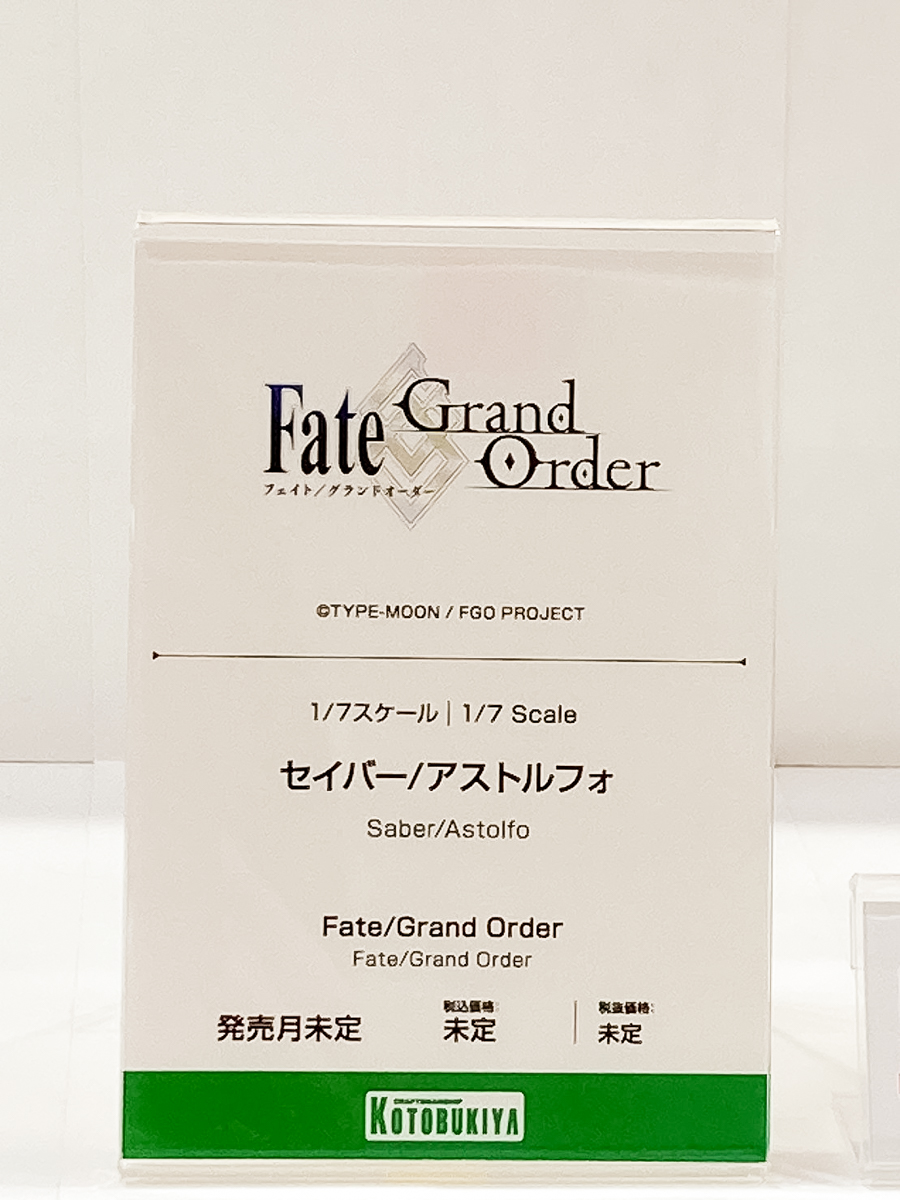 Fate Grand Order
フェイト/グランドオーダー
©TYPE-MOON / FGO PROJECT
1/7スケール | 1/7 Scale
セイバー/アストルフォ
Saber/Astolfo
Fate/Grand Order
Fate/Grand Order
発売月未定
税込価格:
未定
税抜価格:
未定
KOTOBUKIYA